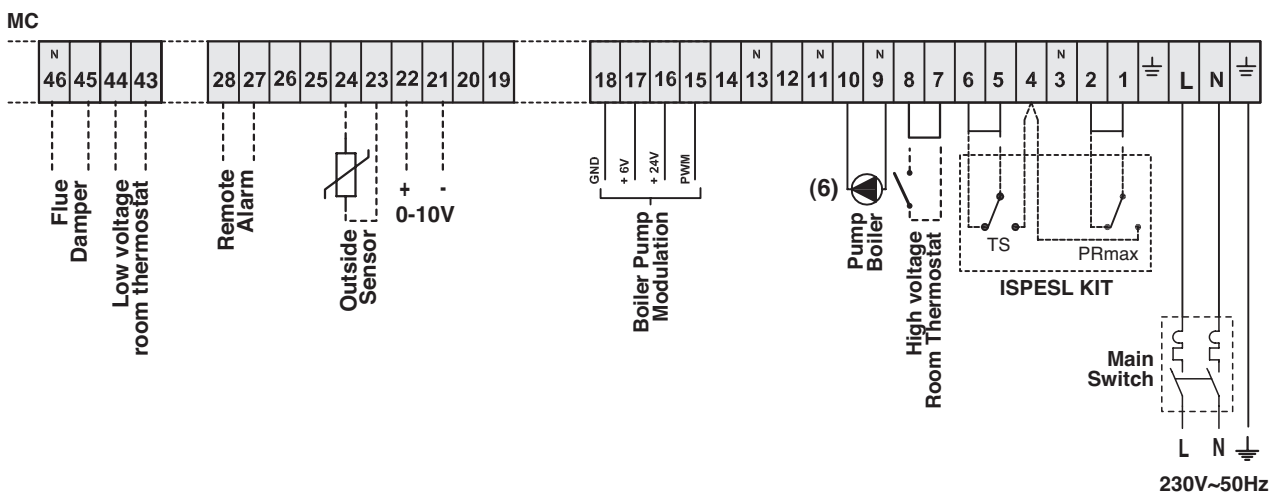 MC
N N N N N
46 45 44 43 28 27 26 25 24 23 22 21 20 19 18 17 16 15 14 13 12 11 10 9 8 7 6 5 4 3 2 1 L N
GND
+ 6V
+ 24V
PWM
+ -
0-10V
Flue
Damper
Low voltage
room thermostat
Remote
Alarm
Outside
Sensor
Boiler Pump
Modulation
(6)
Pump
Boiler
High voltage
Room Thermostat
TS
PRmax
ISPESL KIT
Main
Switch
L N
230V~50Hz